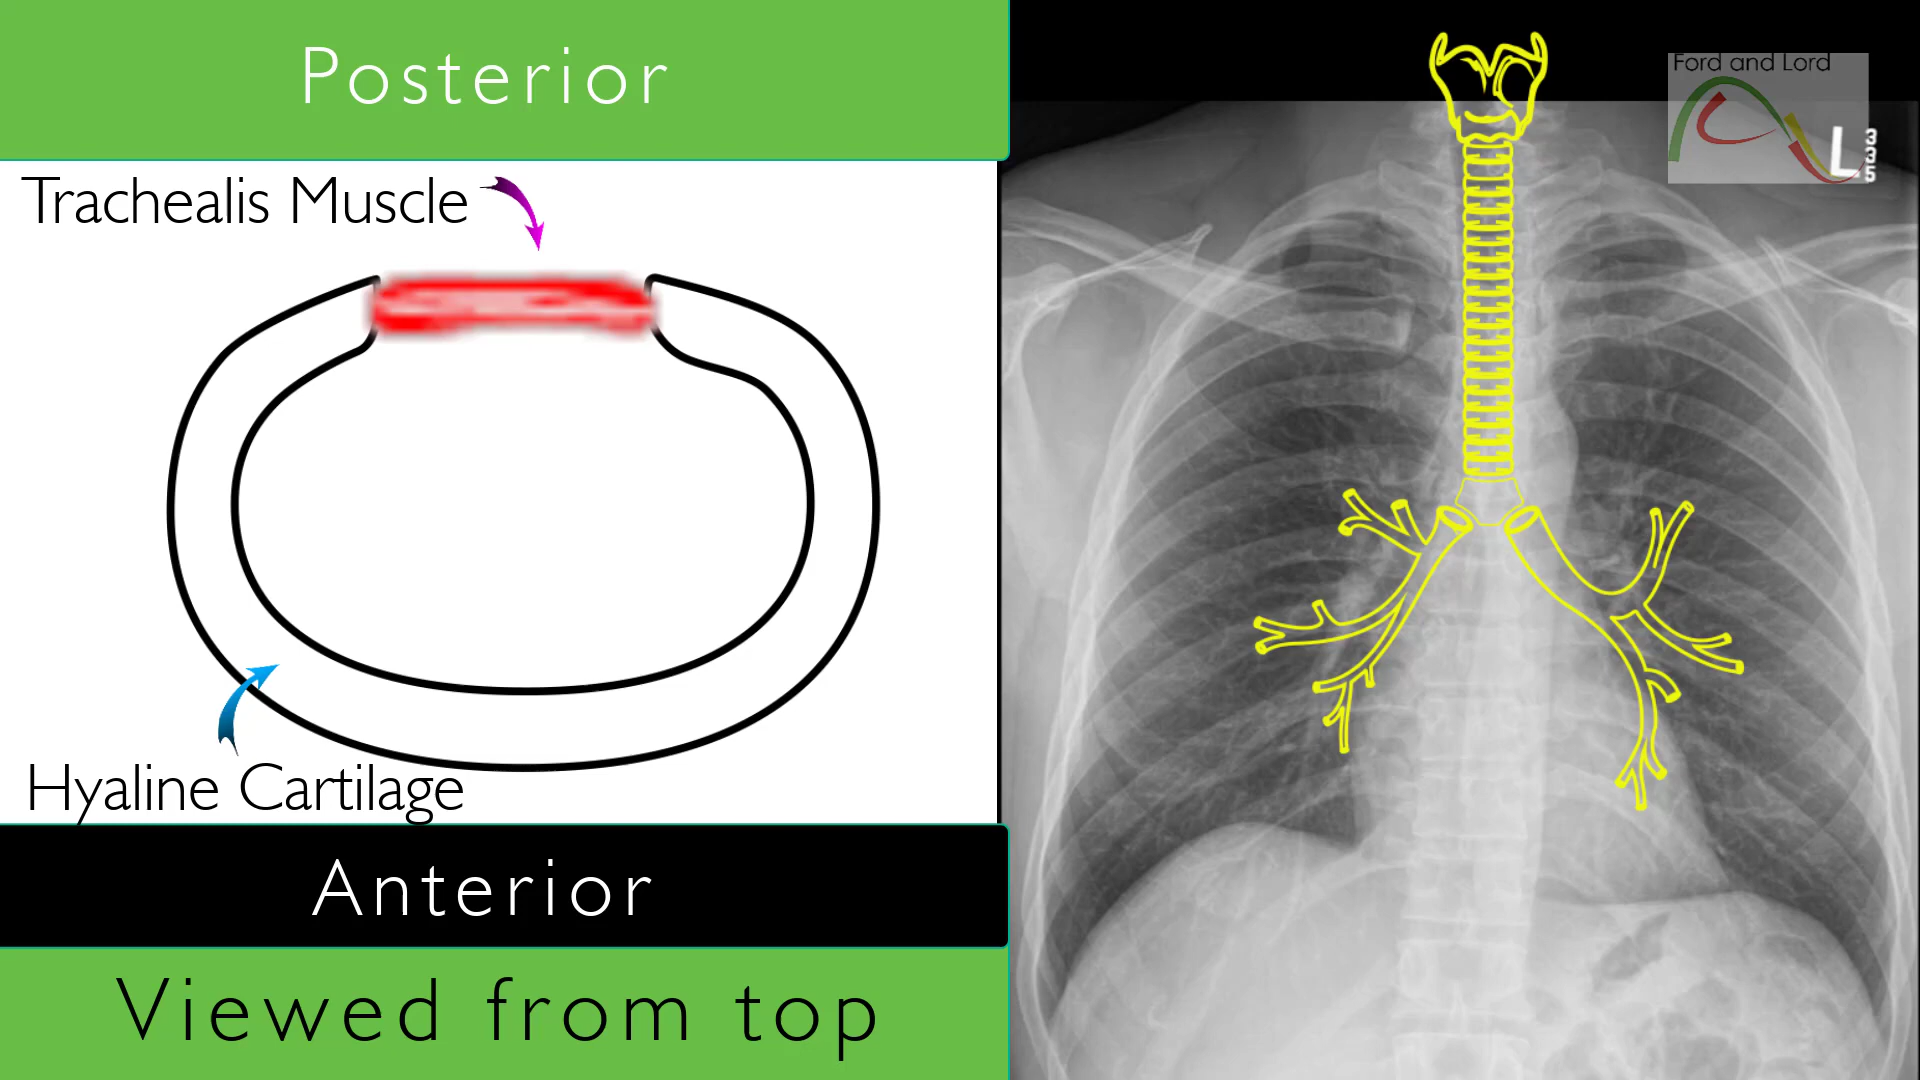 Posterior
Trachealis Muscle
Hyaline Cartilage
Anterior
Viewed from top
Ford and Lord
L